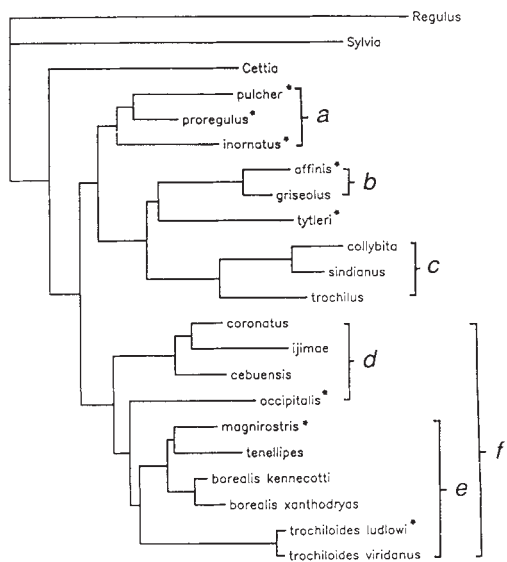 Regulus
Sylvia
Cettia
pulcher*
proregulus*
inornatus*
a
affinis*
griseolus
b
tytleri*
collybita
sindianus
trochilus
c
coronatus
ijimae
cebuensis
occipitalis*
d
magnirostris*
tenellipes
borealis kennecotti
borealis xanthodryas
trochiloides ludlowi*
trochiloides viridanus
e
f